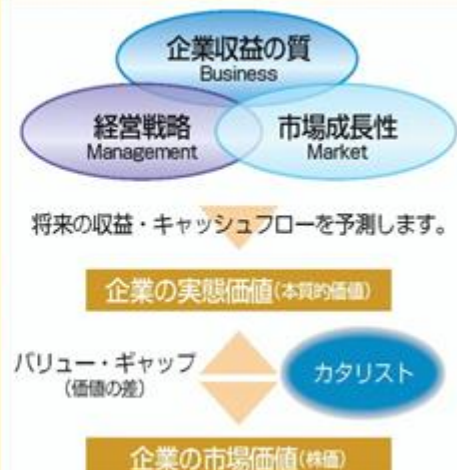 企業収益の質
Business
経営戦略
Management
市場成長性
Market
将来の収益・キャッシュフローを予測します。
企業の実態価値(本質的価値)
バリュー・ギャップ
(価値の差)
カタリスト
企業の市場価値(株価)